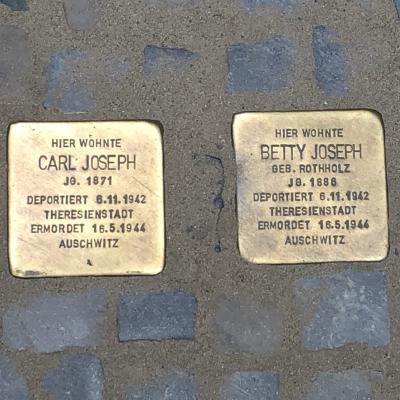 HIER WOHNTE
CARL JOSEPH
JG. 1871
DEPORTIERT 6.11.1942
THERESIENSTADT
ERMORDET 16.5.1944
AUSCHWITZ
HIER WOHNTE
BETTY JOSEPH
GEB. ROTHHOLZ
JG. 1886
DEPORTIERT 6.11.1942
THERESIENSTADT
ERMORDET 16.5.1944
AUSCHWITZ